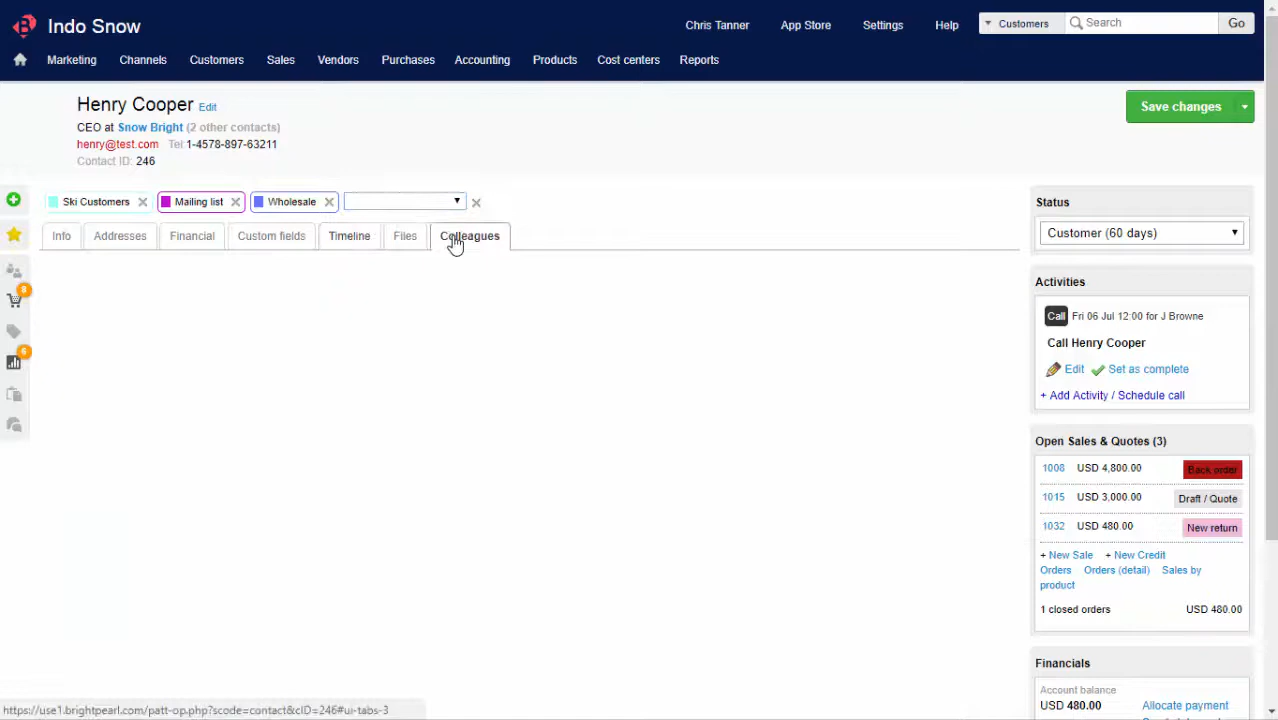 Indo Snow
Chris Tanner App Store Settings Help Customers Search Go
Marketing Channels Customers Sales Vendors Purchases Accounting Products Cost centers Reports
Henry Cooper Edit
Save changes
CEO at Snow Bright (2 other contacts)
henry@test.com Tel 1-4578-897-63211
Contact ID: 246
Ski Customers Mailing list Wholesale
Info Addresses Financial Custom fields Timeline Files Colleagues
8
6
Status
Customer (60 days)
Activities
Call Fri 06 Jul 12:00 for J Browne
Call Henry Cooper
Edit Set as complete
+ Add Activity / Schedule call
Open Sales & Quotes (3)
1008 USD 4,800.00 Back order
1015 USD 3,000.00 Draft / Quote
1032 USD 480.00 New return
+ New Sale + New Credit
Orders Orders (detail) Sales by
product
1 closed orders USD 480.00
Financials
Account balance
USD 480.00 Allocate payment
https://use1.brightpearl.com/patt-op.php?scode=contact&cID=246#ui-tabs-3